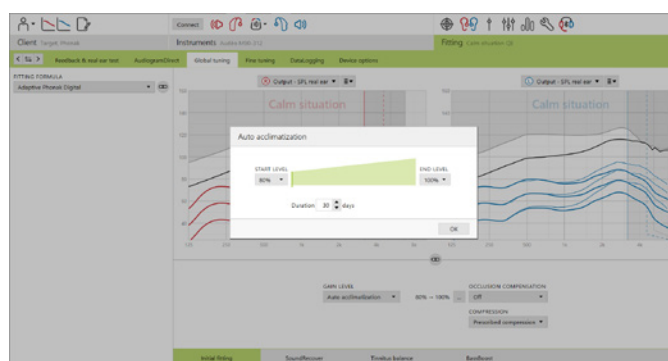 Connect
Client Target, Phonak
Instruments Audéo
Fitting Calm situation
Feedback & real ear test AudiogramDirect Global tuning Fine tuning DataLogging Device options
FITTING FORMULA
Adaptive Phonak Digital
Output - SPL real ear
Output - SPL real ear
Calm situation
Calm situation
Auto acclimatization
START LEVEL
END LEVEL
80%
100%
Duration 30 days
OK
GAIN LEVEL
OCCLUSION COMPENSATION
Auto acclimatization
80% – 100% ...
Off
COMPRESSION
Prescribed compression
Initial fitting SoundRecover Tinnitus balance